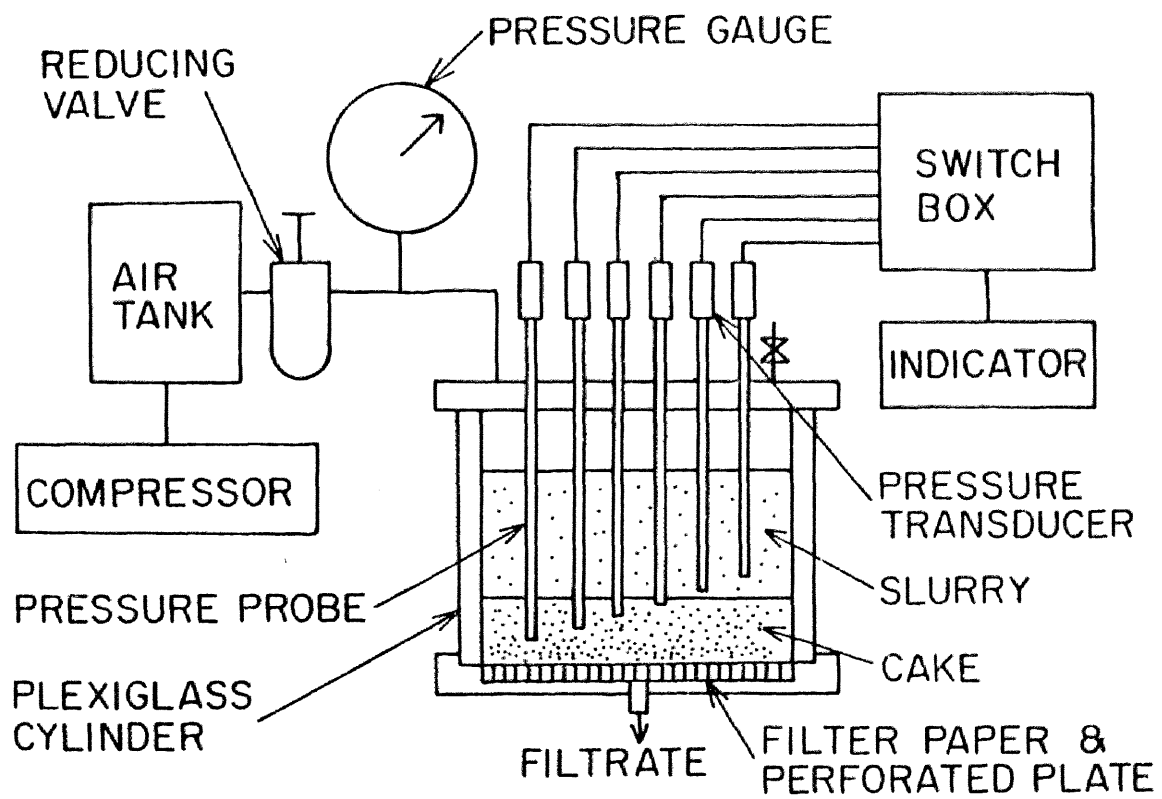 PRESSURE GAUGE
REDUCING
VALVE
SWITCH
BOX
AIR
TANK
INDICATOR
COMPRESSOR
PRESSURE
TRANSDUCER
PRESSURE PROBE
SLURRY
CAKE
PLEXIGLASS
CYLINDER
FILTRATE
FILTER PAPER &
PERFORATED PLATE